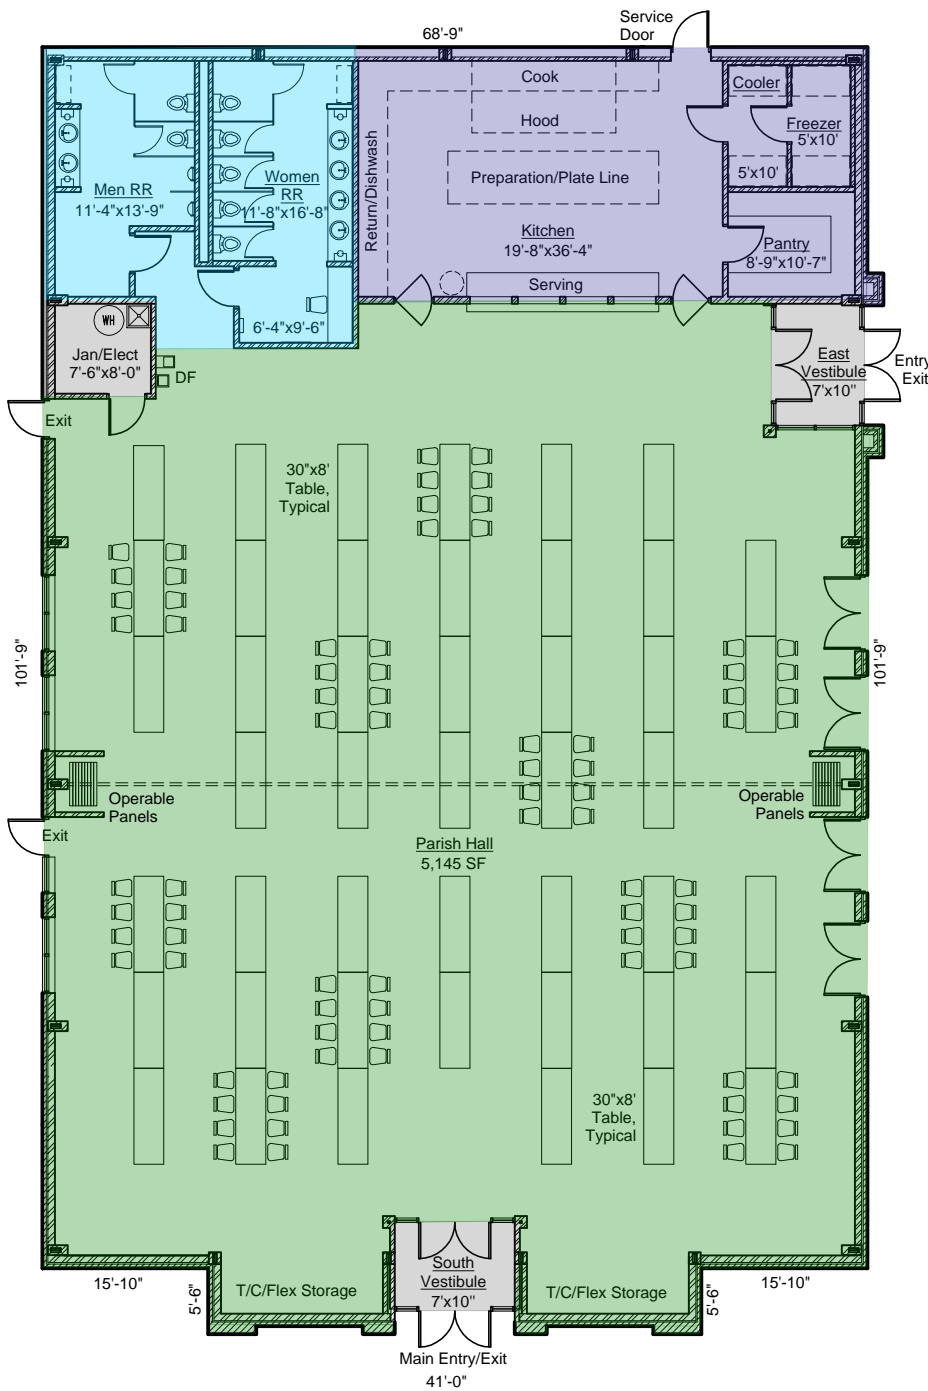 Service
Door
68'-9"
Cook
Hood
Cooler
Freezer
5'x10'
5'x10'
Return/Dishwash
Preparation/Plate Line
Men RR
11'-4"x13'-9"
Women
RR
11'-8"x16'-8"
Kitchen
19'-8"x36'-4"
Pantry
8'-9"x10'-7"
Serving
WH
6'-4"x9'-6"
Jan/Elect
7'-6"x8'-0"
DF
East
Vestibule
7'x10"
Entry
Exit
Exit
30"x8'
Table,
Typical
101'-9"
101'-9"
Operable
Panels
Operable
Panels
Exit
Parish Hall
5,145 SF
30"x8'
Table,
Typical
15'-10"
5'-6"
T/C/Flex Storage
South
Vestibule
7'x10"
T/C/Flex Storage
5'-6"
15'-10"
Main Entry/Exit
41'-0"